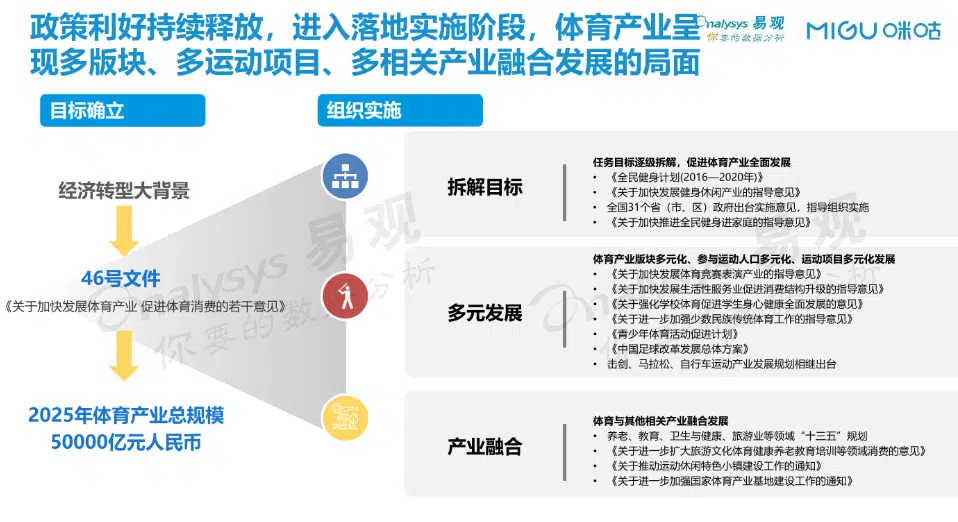 政策利好持续释放，进入落地实施阶段，体育产业呈
现多版块、多运动项目、多相关产业融合发展的局面
analysys 易观
你要的数据分析
MIGU 咪咕
目标确立
组织实施
经济转型大背景
46号文件
《关于加快发展体育产业 促进体育消费的若干意见》
2025年体育产业总规模
50000亿元人民币
拆解目标
任务目标逐级拆解，促进体育产业全面发展
• 《全民健身计划(2016—2020年)》
• 《关于加快发展健身休闲产业的指导意见》
• 全国31个省（市、区）政府出台实施意见，指导组织实施
• 《关于加快推进全民健身进家庭的指导意见》
多元发展
体育产业版块多元化、参与运动人口多元化、运动项目多元化发展
• 《关于加快发展体育竞赛表演产业的指导意见》
• 《关于加快发展生活性服务业促进消费结构升级的指导意见》
• 《关于强化学校体育促进学生身心健康全面发展的意见》
• 《关于进一步加强少数民族传统体育工作的指导意见》
• 《青少年体育活动促进计划》
• 《中国足球改革发展总体方案》
• 击剑、马拉松、自行车运动产业发展规划相继出台
产业融合
体育与其他相关产业融合发展
• 养老、教育、卫生与健康、旅游业等领域“十三五”规划
• 《关于进一步扩大旅游文化体育健康养老教育培训等领域消费的意见》
• 《关于推动运动休闲特色小镇建设工作的通知》
• 《关于进一步加强国家体育产业基地建设工作的通知》
analysys 易观
你要的数据分析
易观